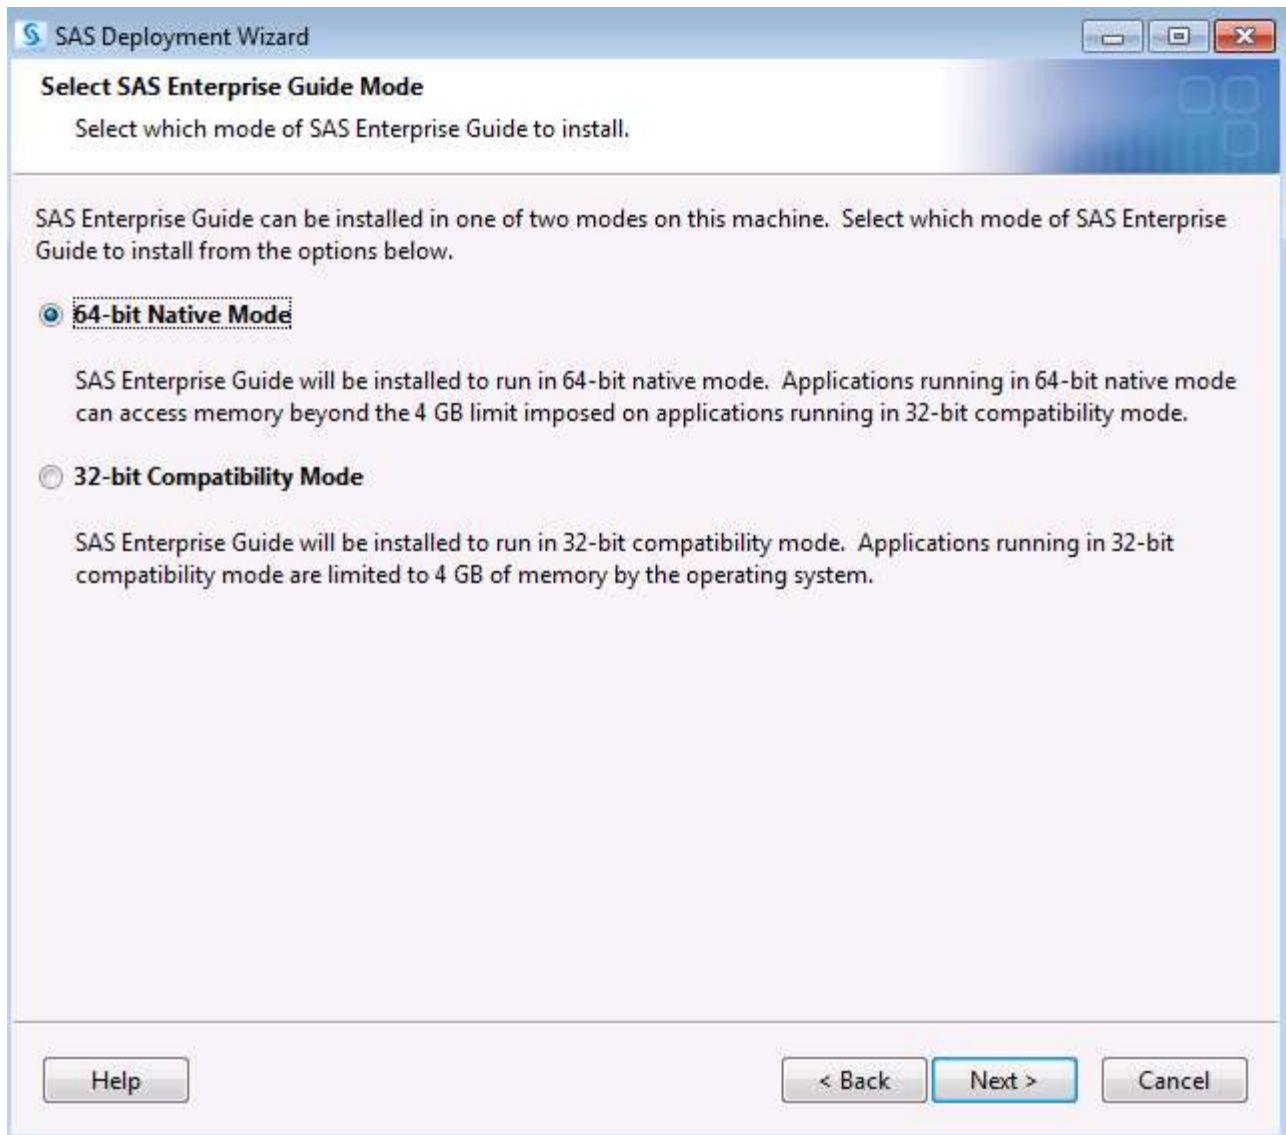 SAS Deployment Wizard
Select SAS Enterprise Guide Mode
Select which mode of SAS Enterprise Guide to install.
SAS Enterprise Guide can be installed in one of two modes on this machine.  Select which mode of SAS Enterprise
Guide to install from the options below.
64-bit Native Mode
SAS Enterprise Guide will be installed to run in 64-bit native mode.  Applications running in 64-bit native mode
can access memory beyond the 4 GB limit imposed on applications running in 32-bit compatibility mode.
32-bit Compatibility Mode
SAS Enterprise Guide will be installed to run in 32-bit compatibility mode.  Applications running in 32-bit
compatibility mode are limited to 4 GB of memory by the operating system.
Help
< Back
Next >
Cancel